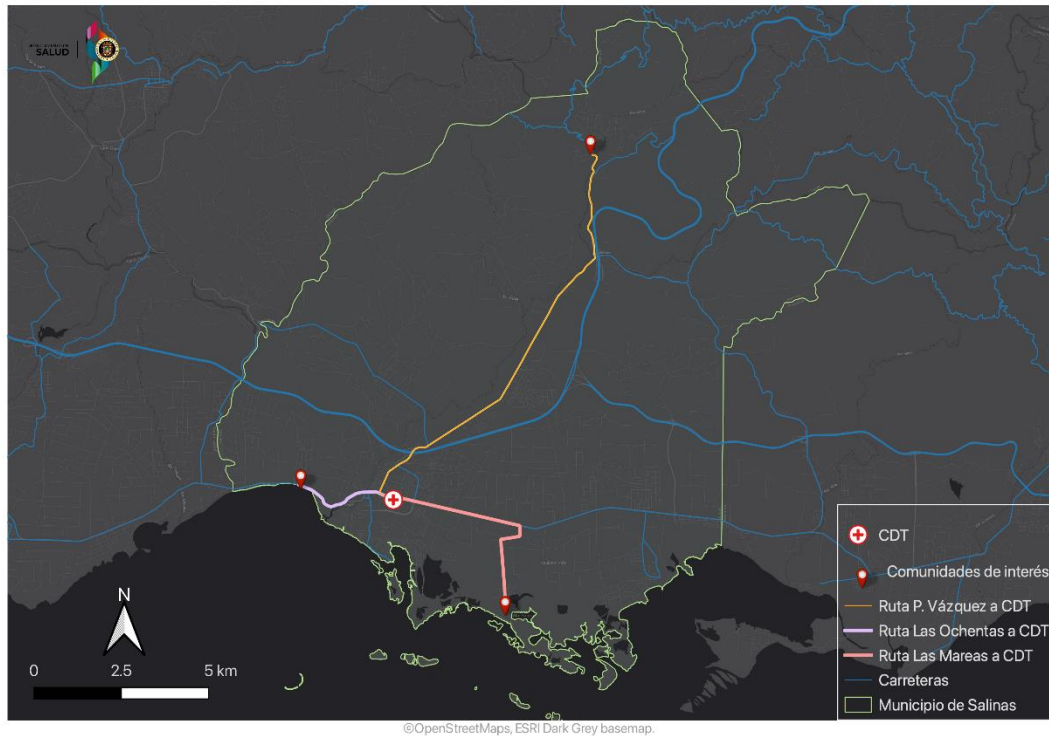 SALUD
N
0 2.5 5 km
CDT
Comunidades de interés
Ruta P. Vázquez a CDT
Ruta Las Ochentas a CDT
Ruta Las Mareas a CDT
Carreteras
Municipio de Salinas
©OpenStreetMaps, ESRI Dark Grey basemap.